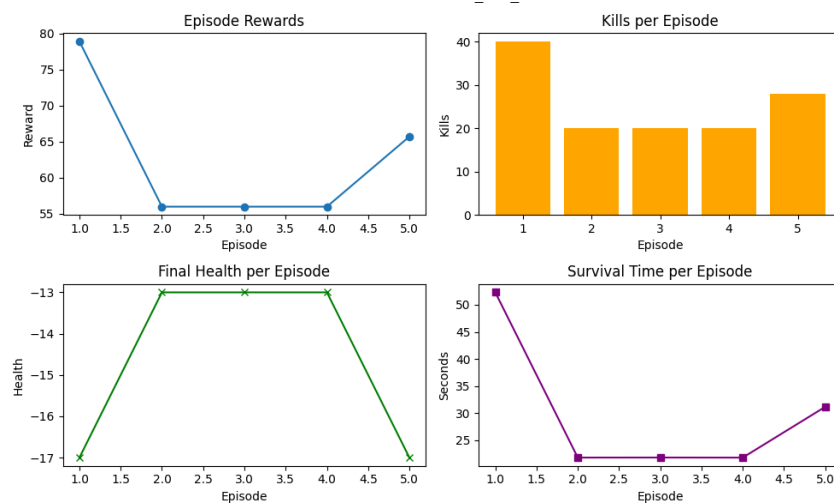 Episode Rewards
80
75
70
65
60
55
Reward
1.0 1.5 2.0 2.5 3.0 3.5 4.0 4.5 5.0
Episode
Kills per Episode
40
30
20
10
0
Kills
1 2 3 4 5
Episode
Final Health per Episode
−13
−14
−15
−16
−17
Health
1.0 1.5 2.0 2.5 3.0 3.5 4.0 4.5 5.0
Episode
Survival Time per Episode
50
45
40
35
30
25
Seconds
1.0 1.5 2.0 2.5 3.0 3.5 4.0 4.5 5.0
Episode